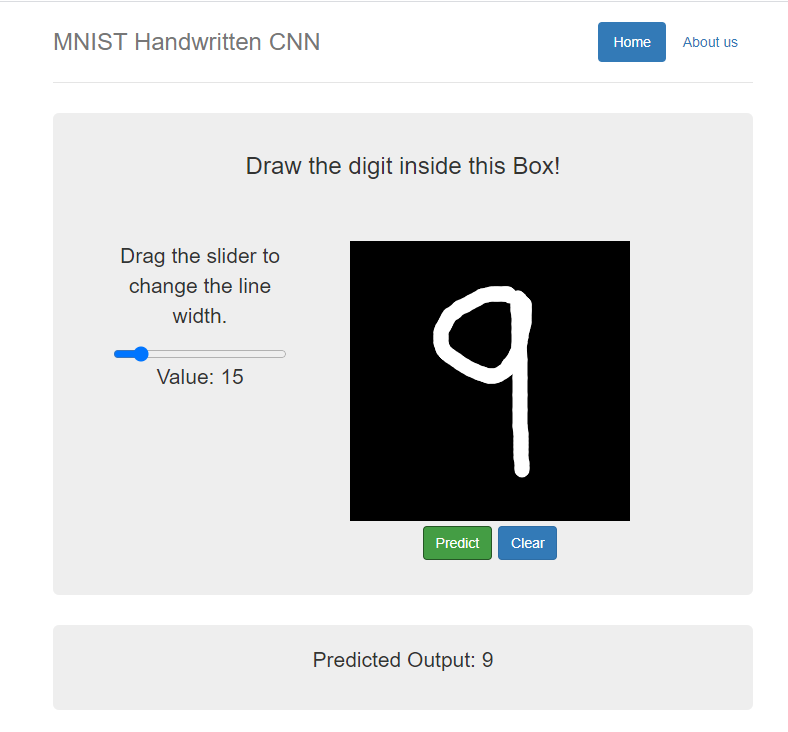 MNIST Handwritten CNN
Home
About us
Draw the digit inside this Box!
Drag the slider to
change the line
width.
Value: 15
9
Predict
Clear
Predicted Output: 9